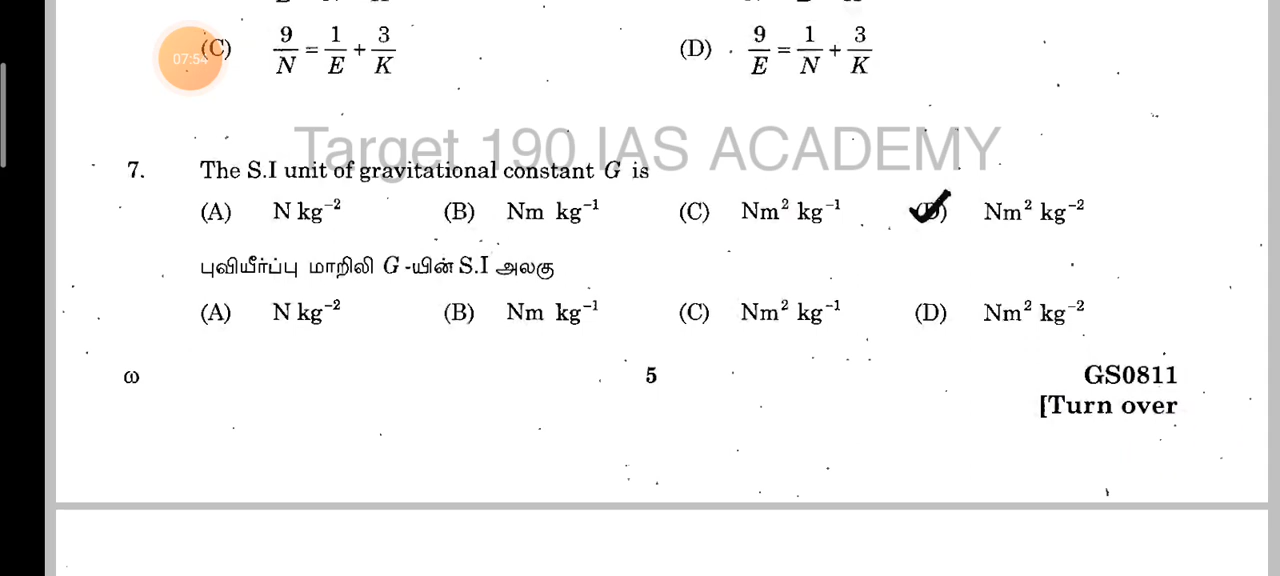 (C) 9/N = 1/E + 3/K (D) 9/E = 1/N + 3/K
07:54
Target 190 IAS ACADEMY
7. The S.I unit of gravitational constant G is
(A) N kg⁻² (B) Nm kg⁻¹ (C) Nm² kg⁻¹ (D) Nm² kg⁻²
புவியீர்ப்பு மாறிலி G -யின் S.I அலகு
(A) N kg⁻² (B) Nm kg⁻¹ (C) Nm² kg⁻¹ (D) Nm² kg⁻²
ω 5 GS0811
[Turn over